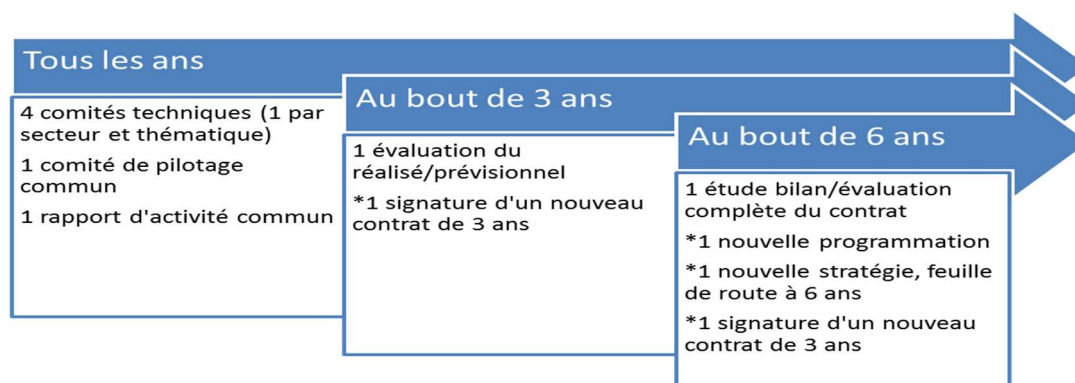 Tous les ans
4 comités techniques (1 par
secteur et thématique)
1 comité de pilotage
commun
1 rapport d'activité commun
Au bout de 3 ans
1 évaluation du
réalisé/prévisionnel
*1 signature d'un nouveau
contrat de 3 ans
Au bout de 6 ans
1 étude bilan/évaluation
complète du contrat
*1 nouvelle programmation
*1 nouvelle stratégie, feuille
de route à 6 ans
*1 signature d'un nouveau
contrat de 3 ans